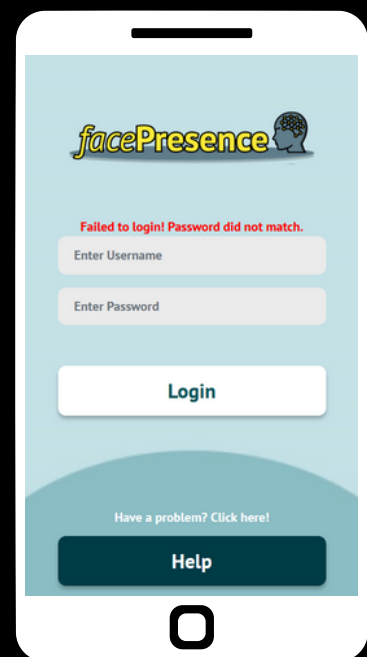 facePresence
Failed to login! Password did not match.
Enter Username
Enter Password
Login
Have a problem? Click here!
Help